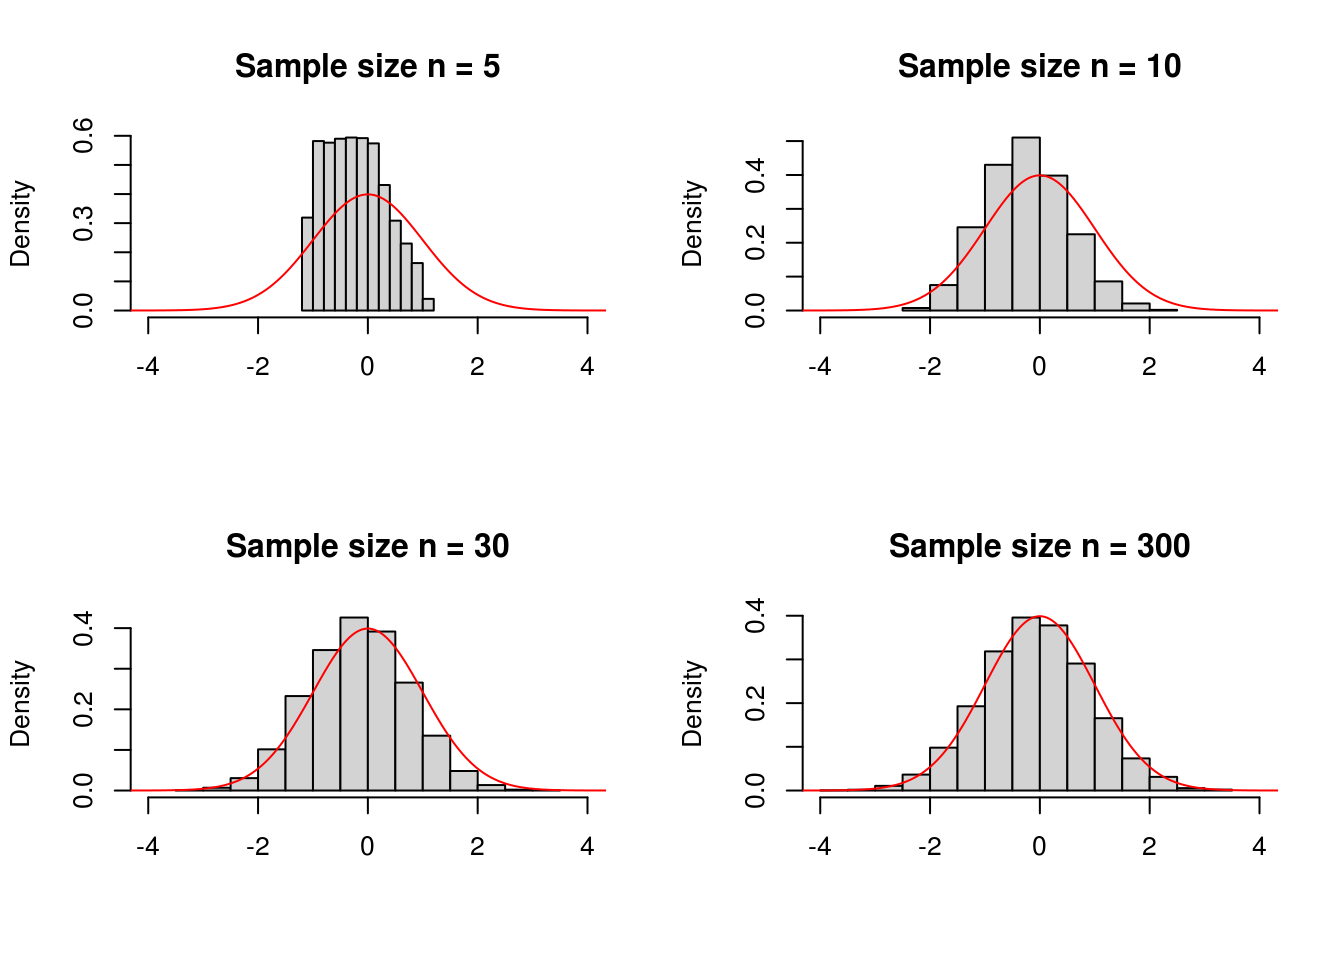 Sample size n = 5
Density
0.0 0.3 0.6
-4 -2 0 2 4
Sample size n = 10
Density
0.0 0.2 0.4
-4 -2 0 2 4
Sample size n = 30
Density
0.0 0.2 0.4
-4 -2 0 2 4
Sample size n = 300
Density
0.0 0.2 0.4
-4 -2 0 2 4